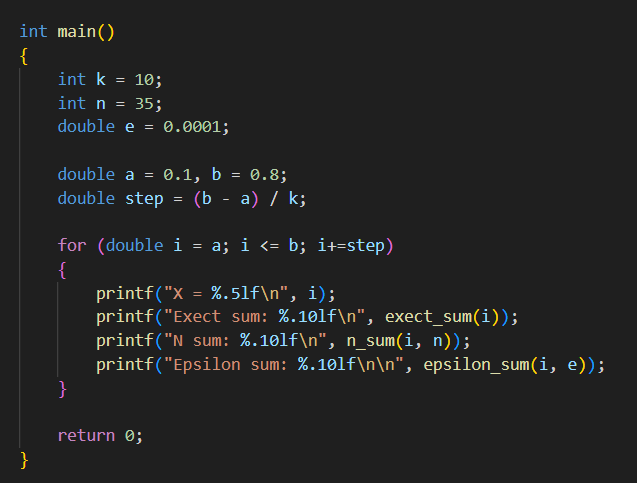 int main()
{
    int k = 10;
    int n = 35;
    double e = 0.0001;

    double a = 0.1, b = 0.8;
    double step = (b - a) / k;

    for (double i = a; i <= b; i+=step)
    {
        printf("X = %.5lf\n", i);
        printf("Exect sum: %.10lf\n", exect_sum(i));
        printf("N sum: %.10lf\n", n_sum(i, n));
        printf("Epsilon sum: %.10lf\n\n", epsilon_sum(i, e));
    }

    return 0;
}